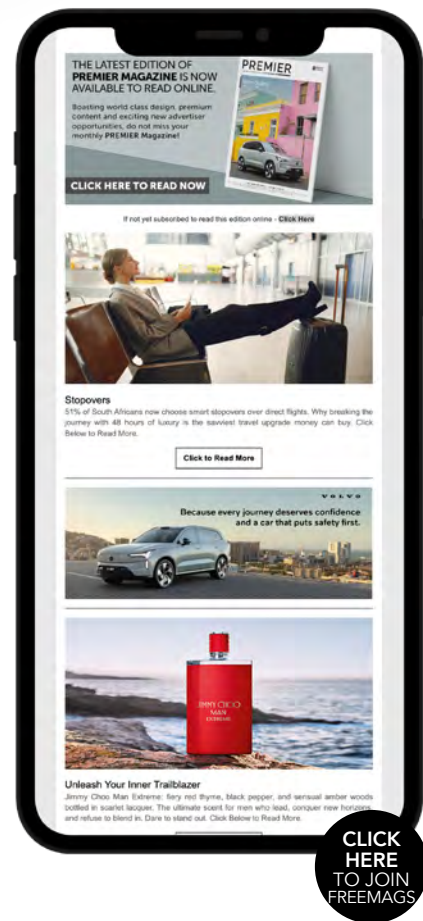 THE LATEST EDITION OF
PREMIER MAGAZINE IS NOW
AVAILABLE TO READ ONLINE.
Boasting world class design, premium
content and exciting new advertiser
opportunities, do not miss your
monthly PREMIER Magazine!
CLICK HERE TO READ NOW
PREMIER
If not yet subscribed to read this edition online - Click Here
Stopovers
51% of South Africans now choose smart stopovers over direct flights. Why breaking the
journey with 48 hours of luxury is the savviest travel upgrade money can buy. Click
Below to Read More.
Click to Read More
VOLVO
Because every journey deserves confidence
and a car that puts safety first.
JIMMY CHOO
MAN
EXTREME
Unleash Your Inner Trailblazer
Jimmy Choo Man Extreme: fiery red thyme, black pepper, and sensual amber woods
bottled in scarlet lacquer. The ultimate scent for men who lead, conquer new horizons,
and refuse to blend in. Dare to stand out. Click Below to Read More.
CLICK
HERE
TO JOIN
FREEMAGS